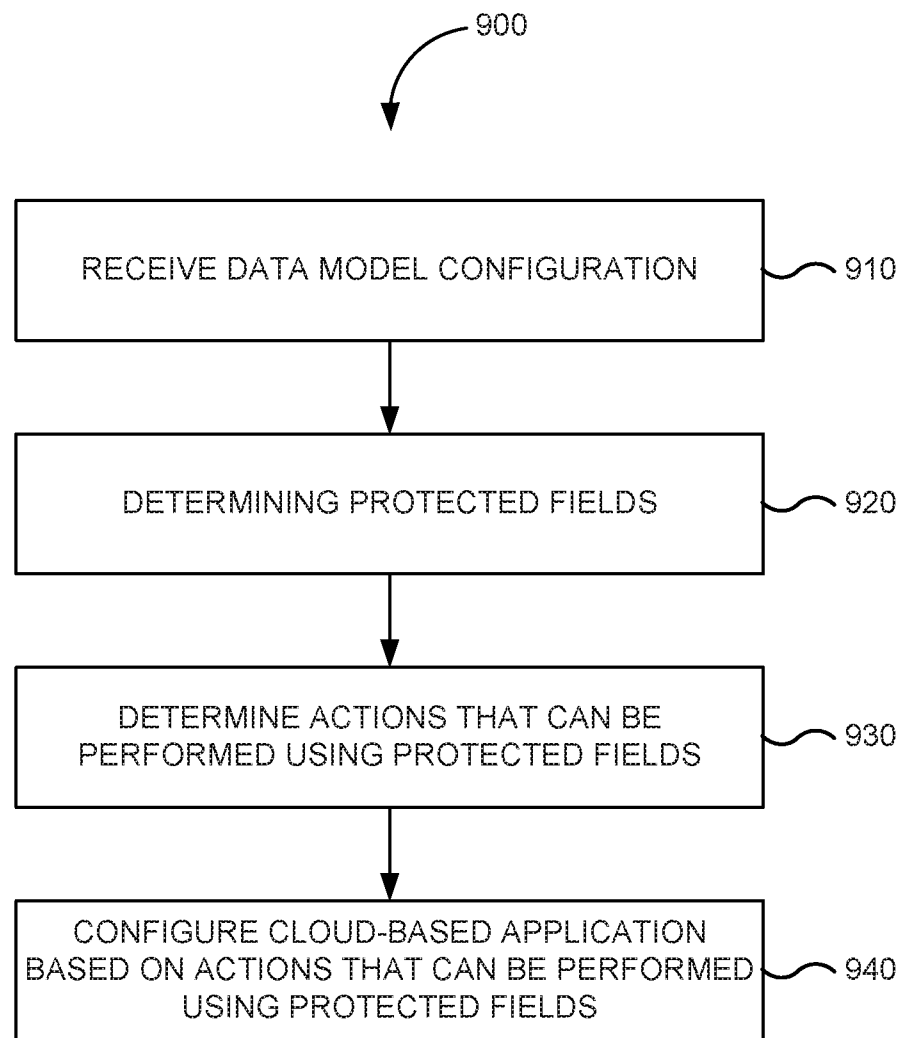 900
RECEIVE DATA MODEL CONFIGURATION
910
DETERMINING PROTECTED FIELDS
920
DETERMINE ACTIONS THAT CAN BE
PERFORMED USING PROTECTED FIELDS
930
CONFIGURE CLOUD-BASED APPLICATION
BASED ON ACTIONS THAT CAN BE PERFORMED
USING PROTECTED FIELDS
940